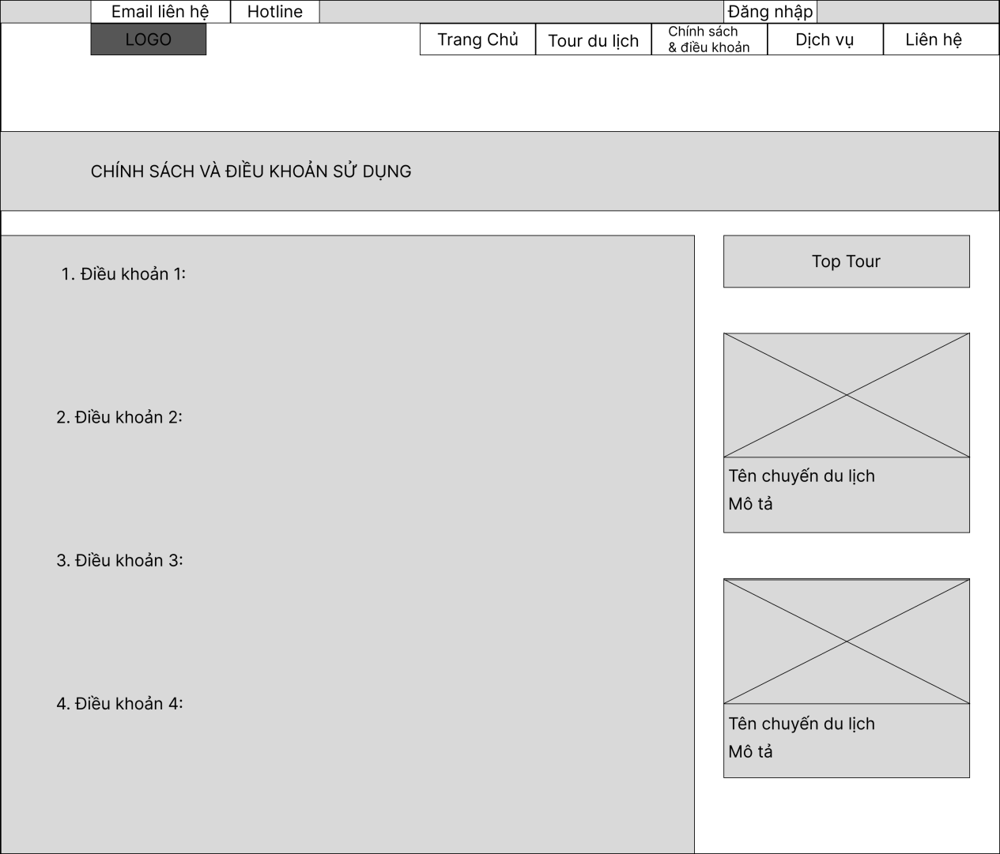 Email liên hệ
Hotline
Đăng nhập
LOGO
Trang Chủ
Tour du lịch
Chính sách
& điều khoản
Dịch vụ
Liên hệ
CHÍNH SÁCH VÀ ĐIỀU KHOẢN SỬ DỤNG
1. Điều khoản 1:
2. Điều khoản 2:
3. Điều khoản 3:
4. Điều khoản 4:
Top Tour
Tên chuyến du lịch
Mô tả
Tên chuyến du lịch
Mô tả